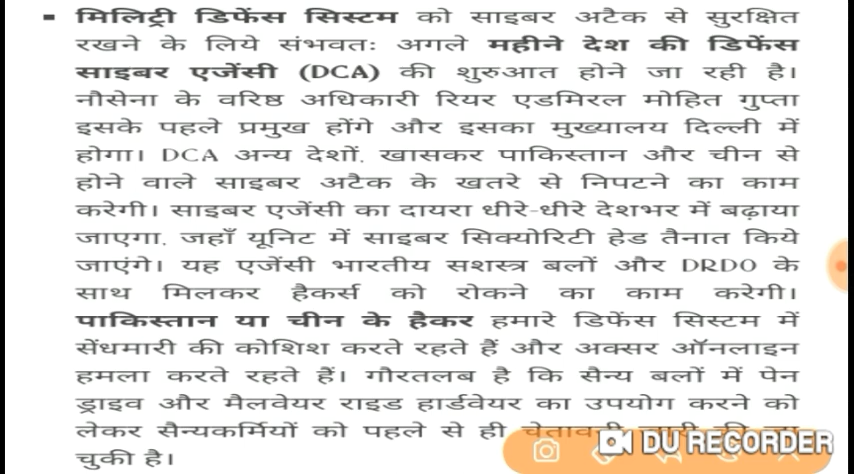 ▪ मिलिट्री डिफेंस सिस्टम को साइबर अटैक से सुरक्षित
रखने के लिये संभवतः अगले महीने देश की डिफेंस
साइबर एजेंसी (DCA) की शुरुआत होने जा रही है।
नौसेना के वरिष्ठ अधिकारी रियर एडमिरल मोहित गुप्ता
इसके पहले प्रमुख होंगे और इसका मुख्यालय दिल्ली में
होगा। DCA अन्य देशों, खासकर पाकिस्तान और चीन से
होने वाले साइबर अटैक के खतरे से निपटने का काम
करेगी। साइबर एजेंसी का दायरा धीरे-धीरे देशभर में बढ़ाया
जाएगा, जहाँ यूनिट में साइबर सिक्योरिटी हेड तैनात किये
जाएंगे। यह एजेंसी भारतीय सशस्त्र बलों और DRDO के
साथ मिलकर हैकर्स को रोकने का काम करेगी।
पाकिस्तान या चीन के हैकर हमारे डिफेंस सिस्टम में
सेंधमारी की कोशिश करते रहते हैं और अक्सर ऑनलाइन
हमला करते रहते हैं। गौरतलब है कि सैन्य बलों में पेन
ड्राइव और मैलवेयर राइड हार्डवेयर का उपयोग करने को
लेकर सैन्यकर्मियों को पहले से ही
चुकी है।
DU RECORDER